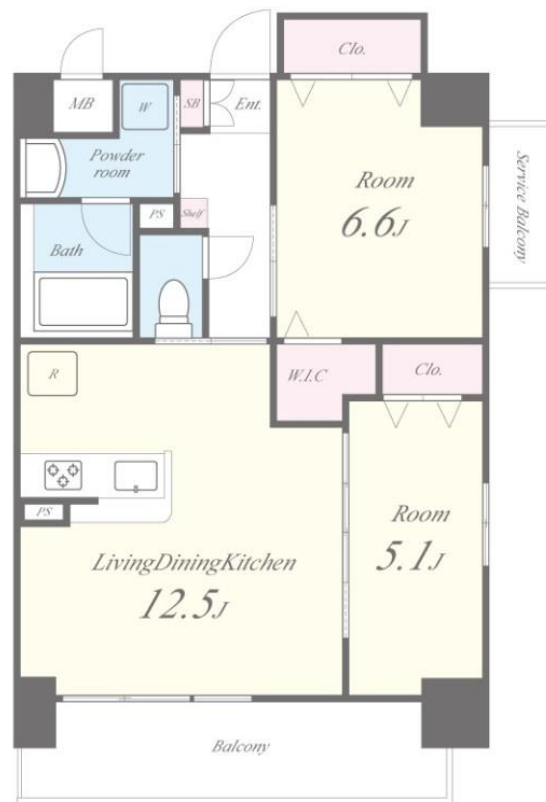 Clo.
MB
W
SB
Ent.
Powder
room
Room
6.6J
Service Balcony
PS
Shelf
Bath
R
W.I.C
Clo.
PS
Room
5.1J
LivingDiningKitchen
12.5J
Balcony